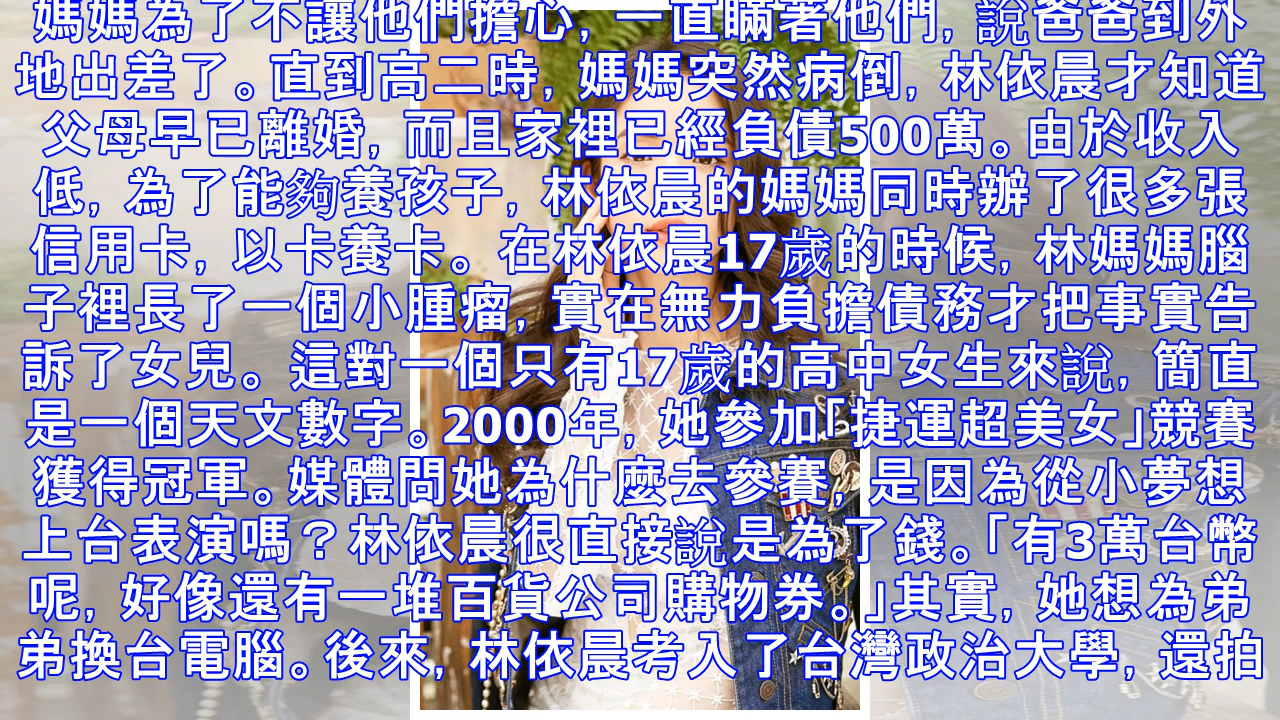 媽媽為了不讓他們擔心, 一直瞞著他們, 說爸爸到外
地出差了。直到高二時, 媽媽突然病倒, 林依晨才知道
父母早已離婚, 而且家裡已經負債500萬。由於收入
低, 為了能夠養孩子, 林依晨的媽媽同時辦了很多張
信用卡, 以卡養卡。在林依晨17歲的時候, 林媽媽腦
子裡長了一個小腫瘤, 實在無力負擔債務才把事實告
訴了女兒。這對一個只有17歲的高中女生來說, 簡直
是一個天文數字。2000年, 她參加「捷運超美女」競賽
獲得冠軍。媒體問她為什麼去參賽, 是因為從小夢想
上台表演嗎？林依晨很直接說是為了錢。「有3萬台幣
呢, 好像還有一堆百貨公司購物券。」其實, 她想為弟
弟換台電腦。後來, 林依晨考入了台灣政治大學, 還拍